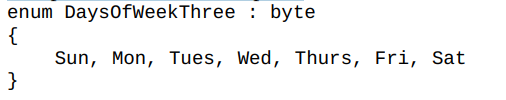 enum DaysOfWeekThree : byte
{
    Sun, Mon, Tues, Wed, Thurs, Fri, Sat
}